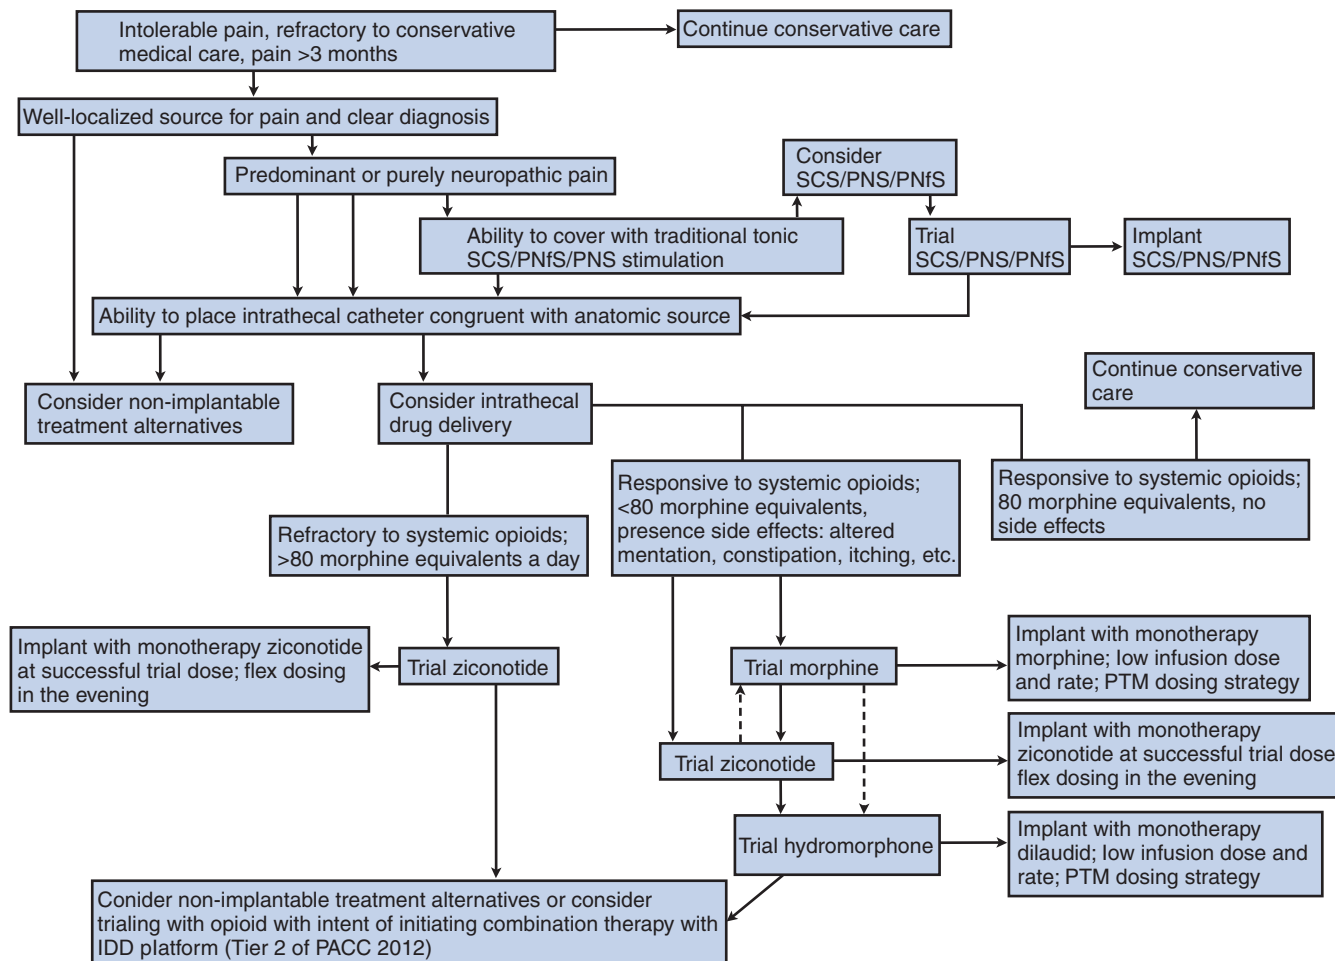 Intolerable pain, refractory to conservative
medical care, pain >3 months
Continue conservative care
Well-localized source for pain and clear diagnosis
Predominant or purely neuropathic pain
Consider
SCS/PNS/PNfS
Ability to cover with traditional tonic
SCS/PNfS/PNS stimulation
Trial
SCS/PNS/PNfS
Implant
SCS/PNS/PNfS
Ability to place intrathecal catheter congruent with anatomic source
Consider non-implantable
treatment alternatives
Consider intrathecal
drug delivery
Continue conservative
care
Responsive to systemic opioids;
<80 morphine equivalents,
presence side effects: altered
mentation, constipation, itching, etc.
Responsive to systemic opioids;
80 morphine equivalents, no
side effects
Refractory to systemic opioids;
>80 morphine equivalents a day
Implant with monotherapy ziconotide
at successful trial dose; flex dosing
in the evening
Trial ziconotide
Trial morphine
Implant with monotherapy
morphine; low infusion dose
and rate; PTM dosing strategy
Trial ziconotide
Implant with monotherapy
ziconotide at successful trial dose
flex dosing in the evening
Trial hydromorphone
Implant with monotherapy
dilaudid; low infusion dose and
rate; PTM dosing strategy
Conider non-implantable treatment alternatives or consider
trialing with opioid with intent of initiating combination therapy with
IDD platform (Tier 2 of PACC 2012)